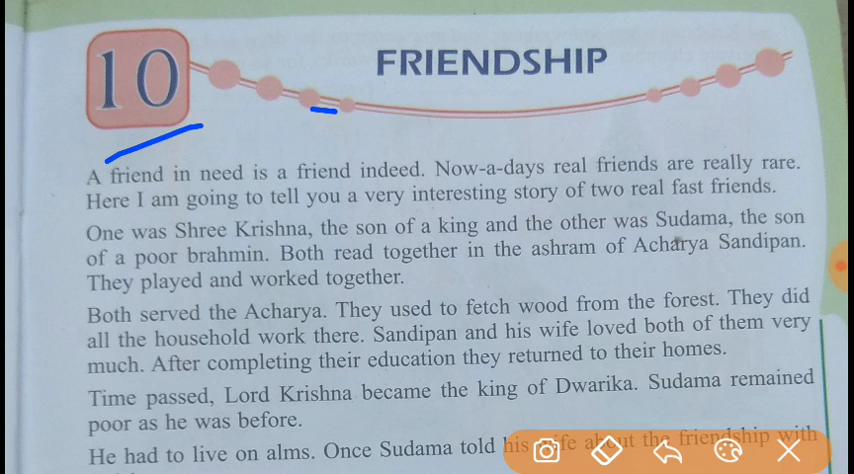 10
FRIENDSHIP
A friend in need is a friend indeed. Now-a-days real friends are really rare.
Here I am going to tell you a very interesting story of two real fast friends.
One was Shree Krishna, the son of a king and the other was Sudama, the son
of a poor brahmin. Both read together in the ashram of Acharya Sandipan.
They played and worked together.
Both served the Acharya. They used to fetch wood from the forest. They did
all the household work there. Sandipan and his wife loved both of them very
much. After completing their education they returned to their homes.
Time passed, Lord Krishna became the king of Dwarika. Sudama remained
poor as he was before.
He had to live on alms. Once Sudama told his wife about the friendship with